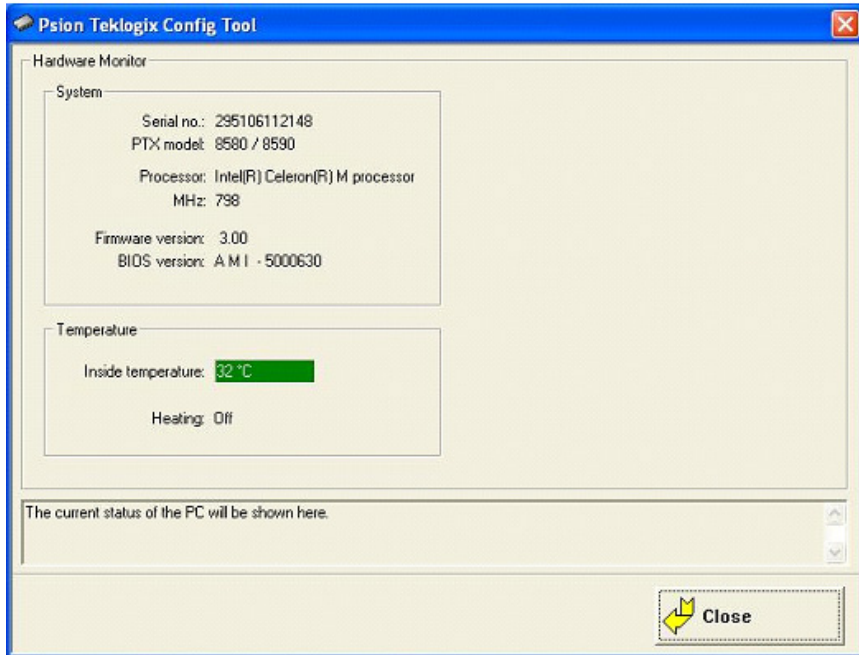 Psion Teklogix Config Tool
Hardware Monitor
System
Serial no.: 295106112148
PTX model: 8580 / 8590
Processor: Intel(R) Celeron(R) M processor
MHz: 798
Firmware version: 3.00
BIOS version: A M I - 5000630
Temperature
Inside temperature: 32 °C
Heating: Off
The current status of the PC will be shown here.
Close